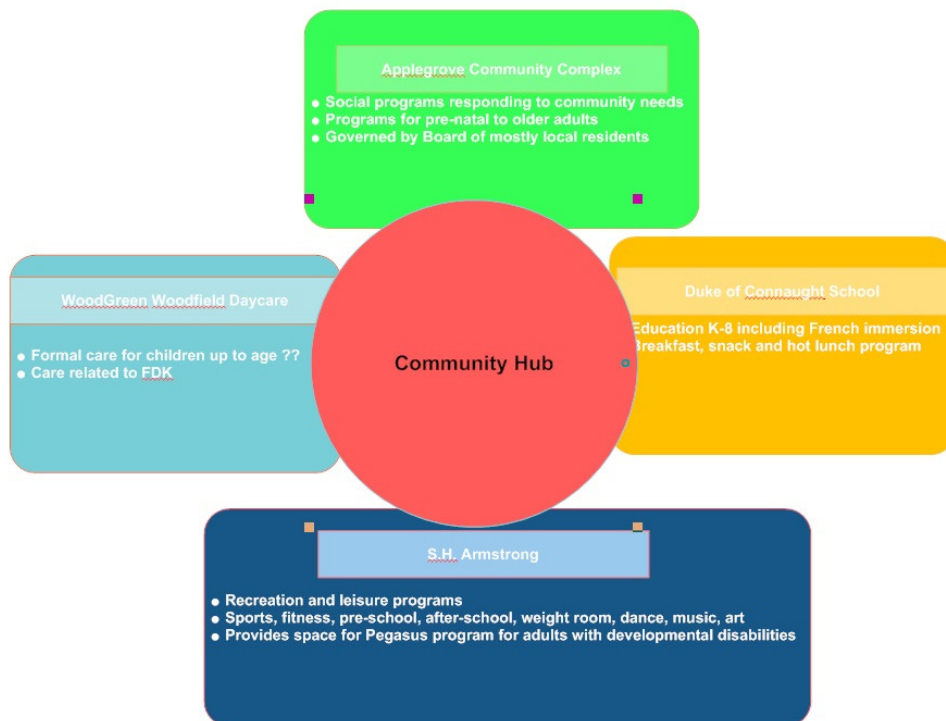 Applegrove Community Complex
● Social programs responding to community needs
● Programs for pre-natal to older adults
● Governed by Board of mostly local residents
WoodGreen Woodfield Daycare
● Formal care for children up to age ??
● Care related to FDK
Community Hub
Duke of Connaught School
Education K-8 including French immersion
Breakfast, snack and hot lunch program
S.H. Armstrong
● Recreation and leisure programs
● Sports, fitness, pre-school, after-school, weight room, dance, music, art
● Provides space for Pegasus program for adults with developmental disabilities